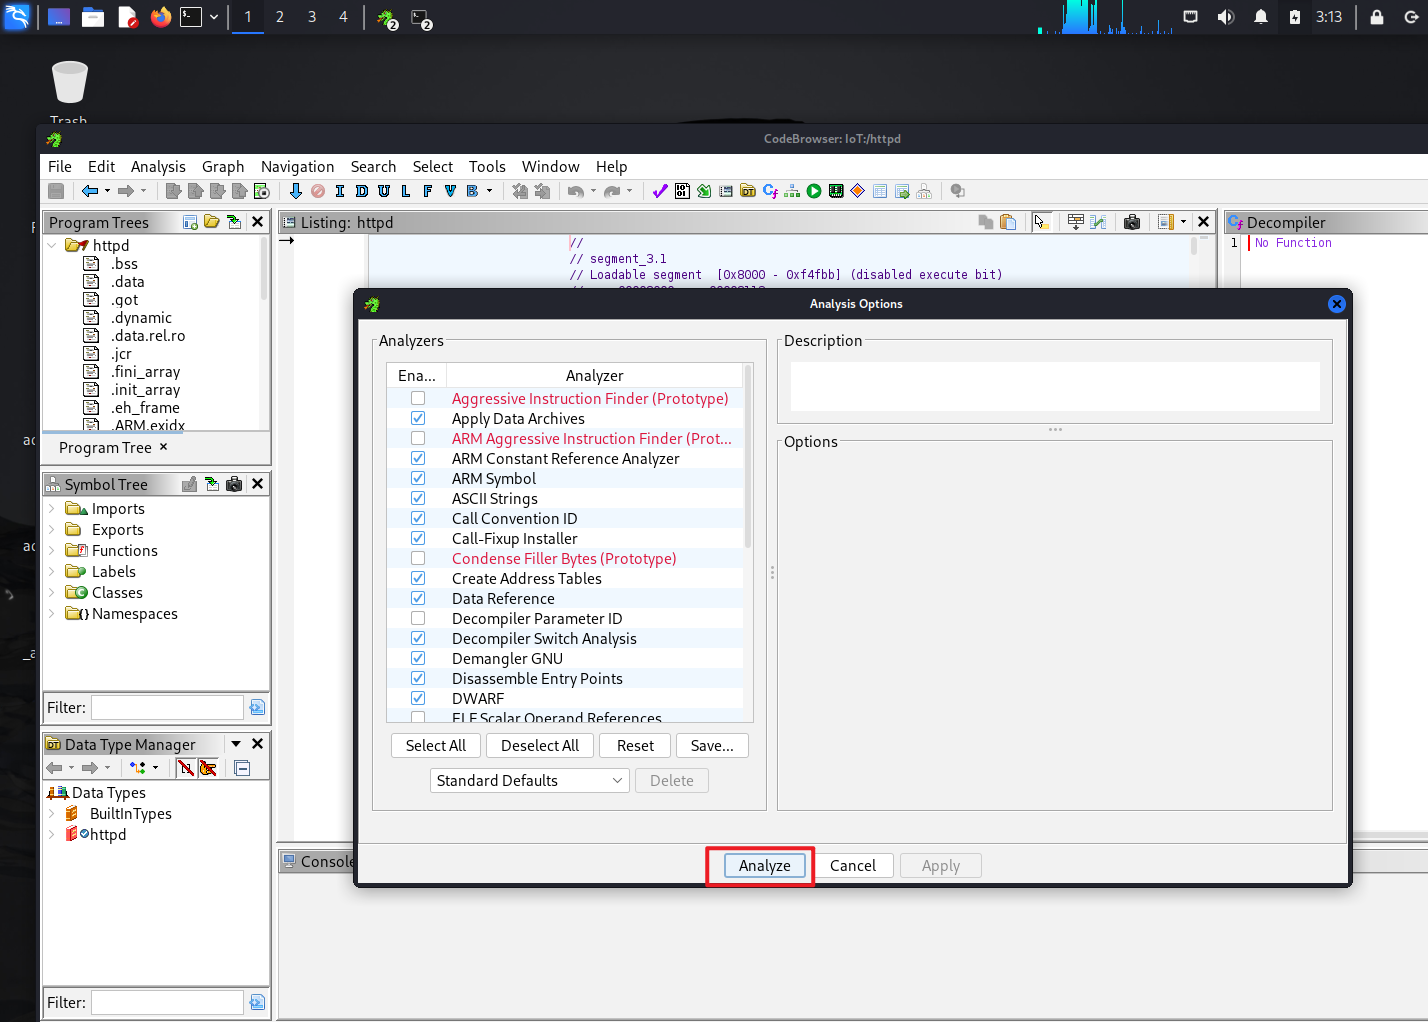 1 2 3 4 2 2 3:13
Trash
CodeBrowser: IoT:/httpd
File Edit Analysis Graph Navigation Search Select Tools Window Help
I D U L F V B
Program Trees
httpd
.bss
.data
.got
.dynamic
.data.rel.ro
.jcr
.fini_array
.init_array
.eh_frame
.ARM.exidx
Program Tree ×
Symbol Tree
Imports
Exports
Functions
Labels
Classes
Namespaces
Filter:
Data Type Manager
Data Types
BuiltInTypes
httpd
Filter:
Listing: httpd
//
// segment_3.1
// Loadable segment [0x8000 - 0xf4fbb] (disabled execute bit)
Decompiler
1 No Function
Console
Analysis Options
Analyzers
Ena... Analyzer
Aggressive Instruction Finder (Prototype)
Apply Data Archives
ARM Aggressive Instruction Finder (Prot...
ARM Constant Reference Analyzer
ARM Symbol
ASCII Strings
Call Convention ID
Call-Fixup Installer
Condense Filler Bytes (Prototype)
Create Address Tables
Data Reference
Decompiler Parameter ID
Decompiler Switch Analysis
Demangler GNU
Disassemble Entry Points
DWARF
ELF Scalar Operand References
Select All Deselect All Reset Save...
Standard Defaults Delete
Description
Options
Analyze Cancel Apply